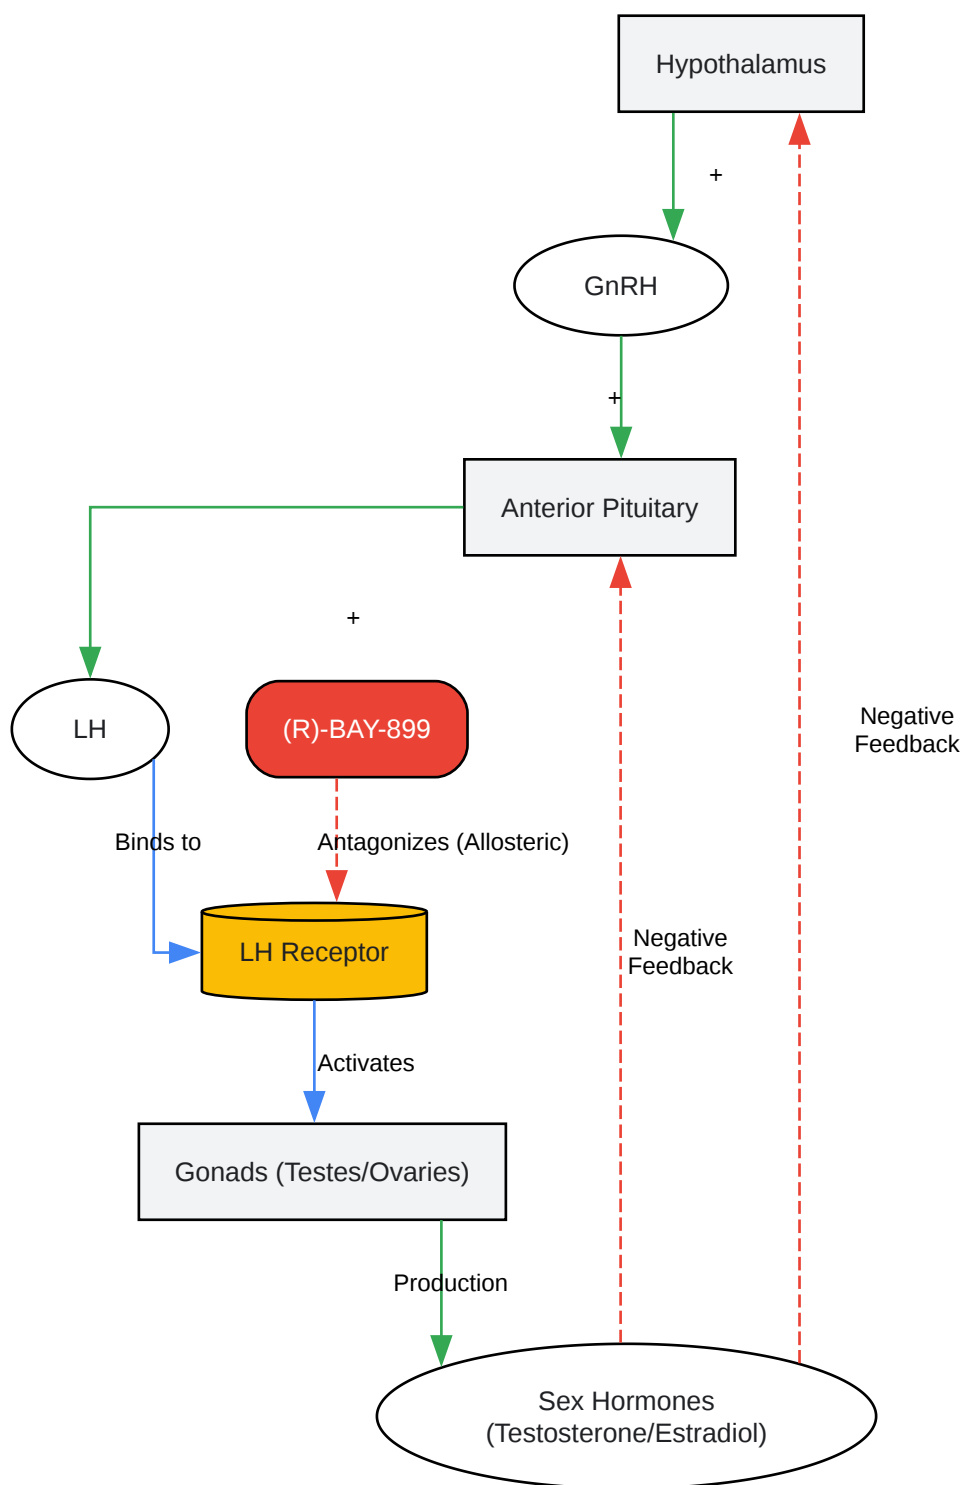 Hypothalamus
+
GnRH
+
Anterior Pituitary
+
LH
(R)-BAY-899
Negative
Feedback
Binds to
Antagonizes (Allosteric)
Negative
Feedback
LH Receptor
Activates
Gonads (Testes/Ovaries)
Production
Sex Hormones
(Testosterone/Estradiol)